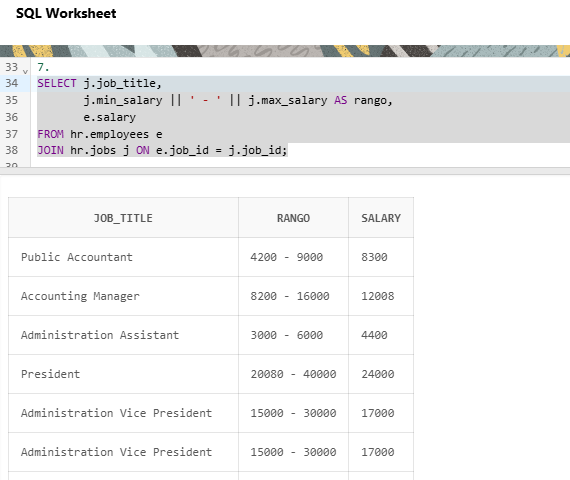 SQL Worksheet
33 7.
34 SELECT j.job_title,
35 j.min_salary || ' - ' || j.max_salary AS rango,
36 e.salary
37 FROM hr.employees e
38 JOIN hr.jobs j ON e.job_id = j.job_id;
39
JOB_TITLE RANGO SALARY
Public Accountant 4200 - 9000 8300
Accounting Manager 8200 - 16000 12008
Administration Assistant 3000 - 6000 4400
President 20080 - 40000 24000
Administration Vice President 15000 - 30000 17000
Administration Vice President 15000 - 30000 17000